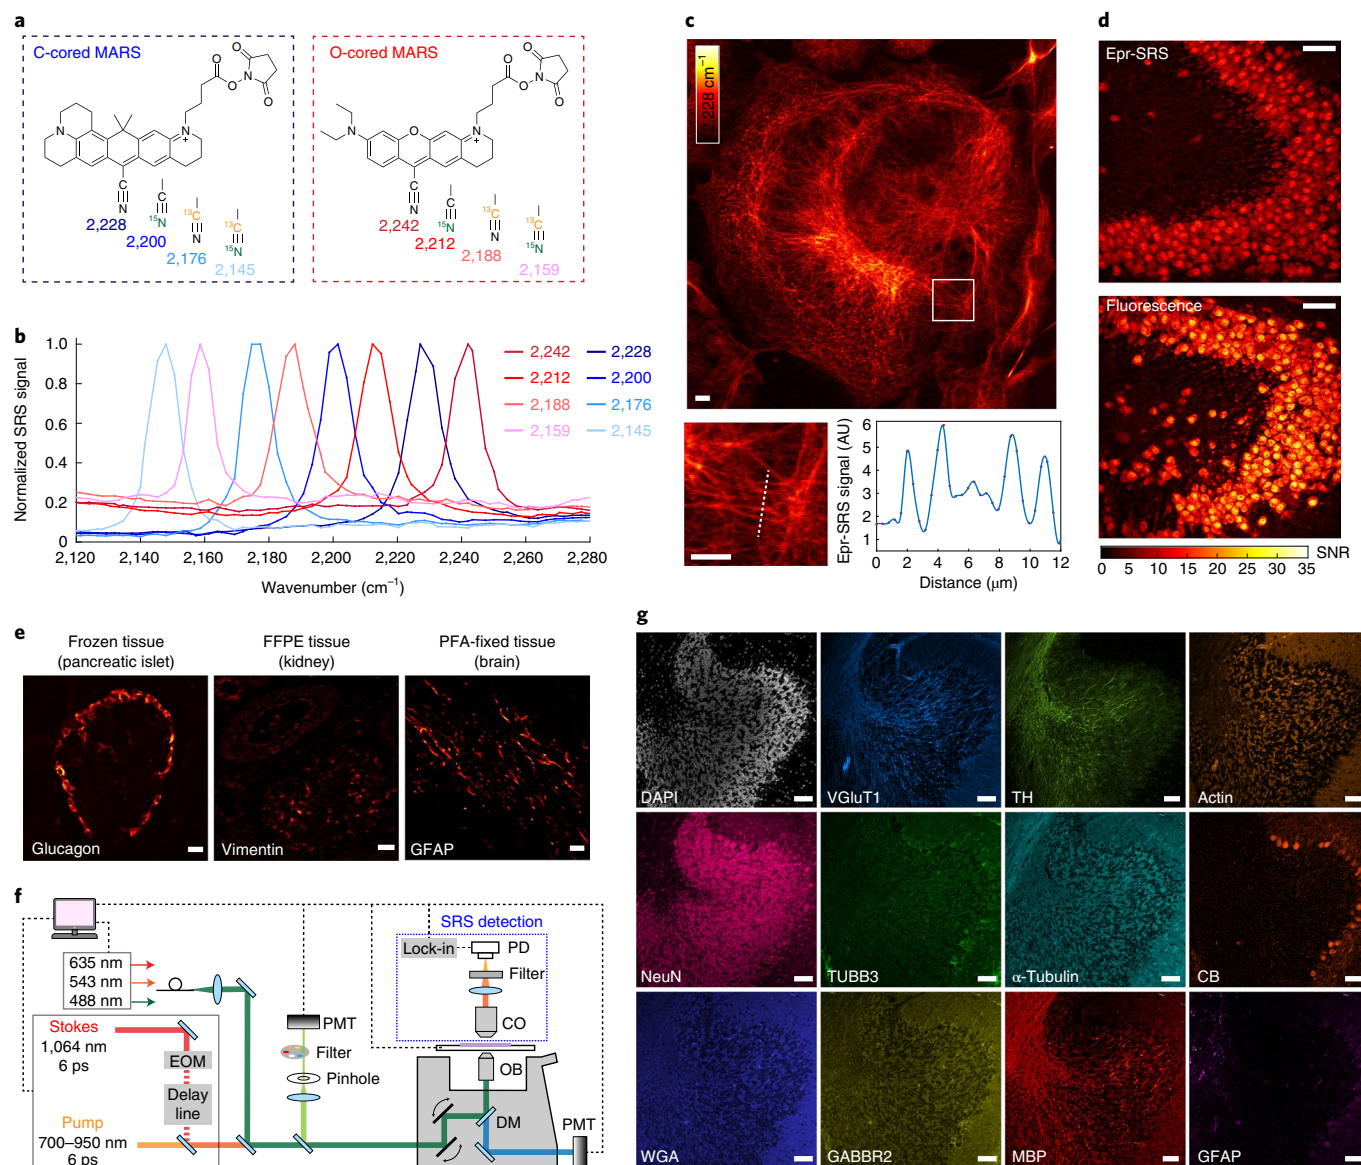 a
C-cored MARS
O
N
O
O
O
N
+
N
C
N
C
15N
13C
N
13C
15N
2,228
2,200
2,176
2,145
O-cored MARS
O
N
O
O
O
N
O
N
+
C
N
C
15N
13C
N
13C
15N
2,242
2,212
2,188
2,159
b
Normalized SRS signal
1.0
0.8
0.6
0.4
0.2
0
2,120
2,140
2,160
2,180
2,200
2,220
2,240
2,260
2,280
Wavenumber (cm−1)
2,242
2,228
2,212
2,200
2,188
2,176
2,159
2,145
c
2,228 cm−1
Epr-SRS signal (AU)
6
5
4
3
2
1
0
2
4
6
8
10
12
Distance (μm)
d
Epr-SRS
Fluorescence
SNR
0
5
10
15
20
25
30
35
e
Frozen tissue
(pancreatic islet)
FFPE tissue
(kidney)
PFA-fixed tissue
(brain)
Glucagon
Vimentin
GFAP
f
635 nm
543 nm
488 nm
Stokes
1,064 nm
6 ps
EOM
Delay
line
Pump
700–950 nm
6 ps
PMT
Filter
Pinhole
SRS detection
Lock-in
PD
Filter
CO
OB
DM
PMT
g
DAPI
VGluT1
TH
Actin
NeuN
TUBB3
α-Tubulin
CB
WGA
GABBR2
MBP
GFAP